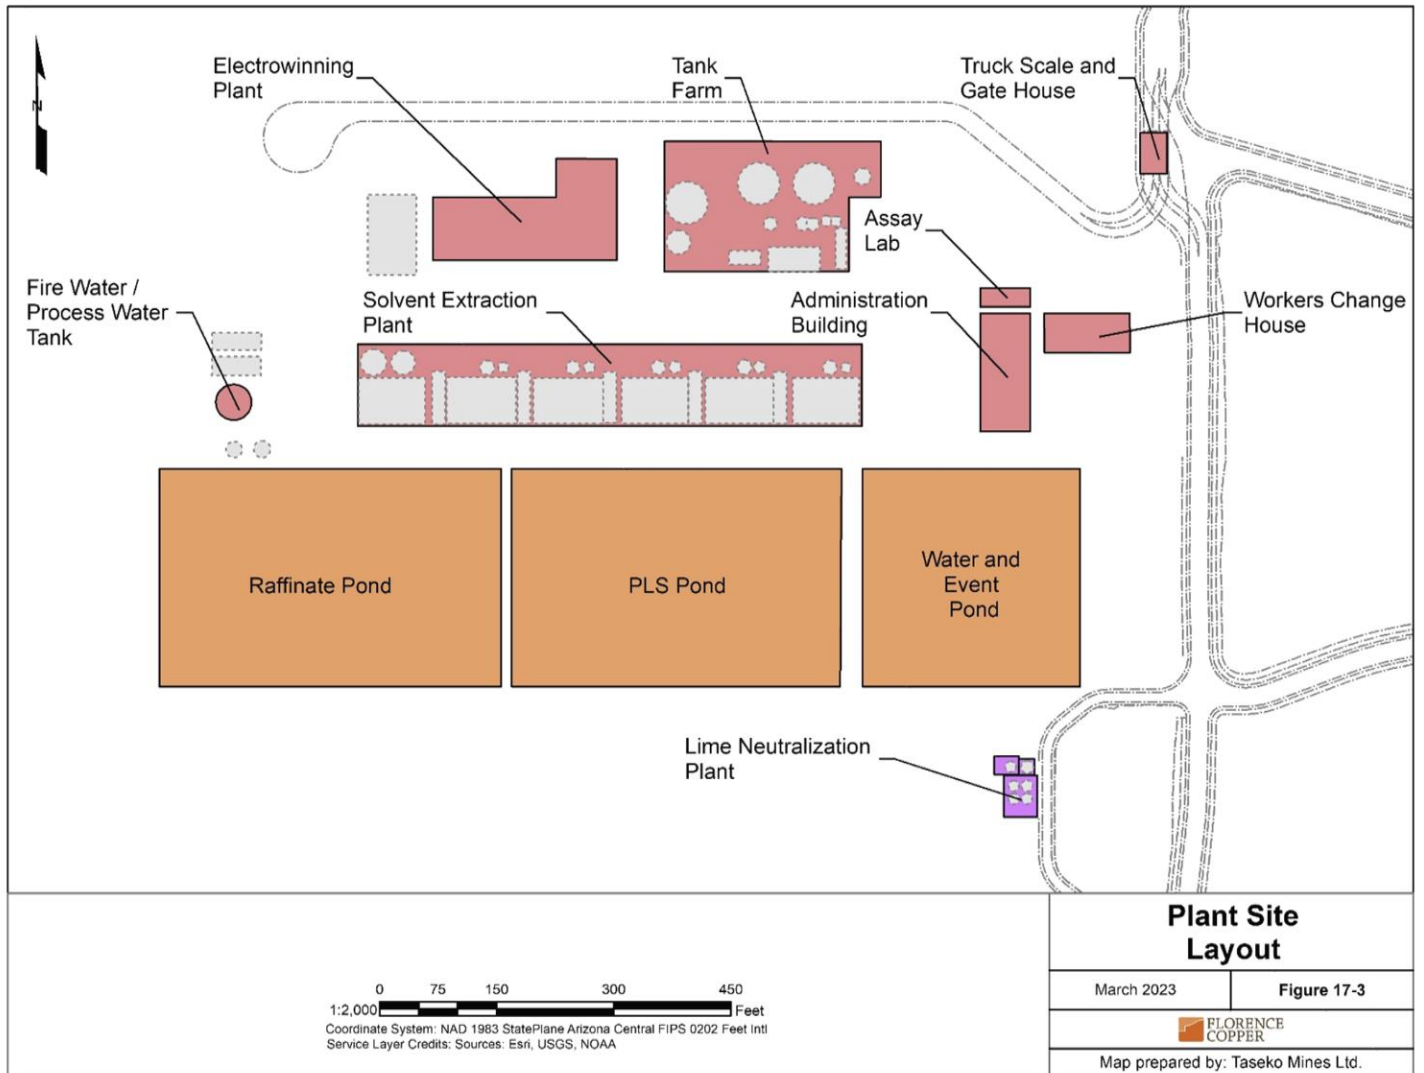 Electrowinning
Plant
Tank
Farm
Truck Scale and
Gate House
N
Assay
Lab
Fire Water /
Process Water
Tank
Solvent Extraction
Plant
Administration
Building
Workers Change
House
Raffinate Pond
PLS Pond
Water and
Event
Pond
Lime Neutralization
Plant
Plant Site
Layout
March 2023
Figure 17-3
FLORENCE
COPPER
Map prepared by: Taseko Mines Ltd.
0 75 150 300 450
1:2,000 Feet
Coordinate System: NAD 1983 StatePlane Arizona Central FIPS 0202 Feet Intl
Service Layer Credits: Sources: Esri, USGS, NOAA